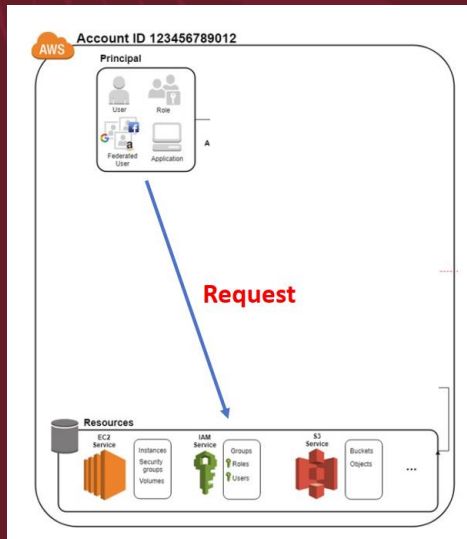 AWS
Account ID 123456789012
Principal
User
Role
G
f
a
Federated
User
Application
A
Request
Resources
EC2
Service
Instances
Security
groups
Volumes
IAM
Service
Groups
Roles
Users
S3
Service
Buckets
Objects
...